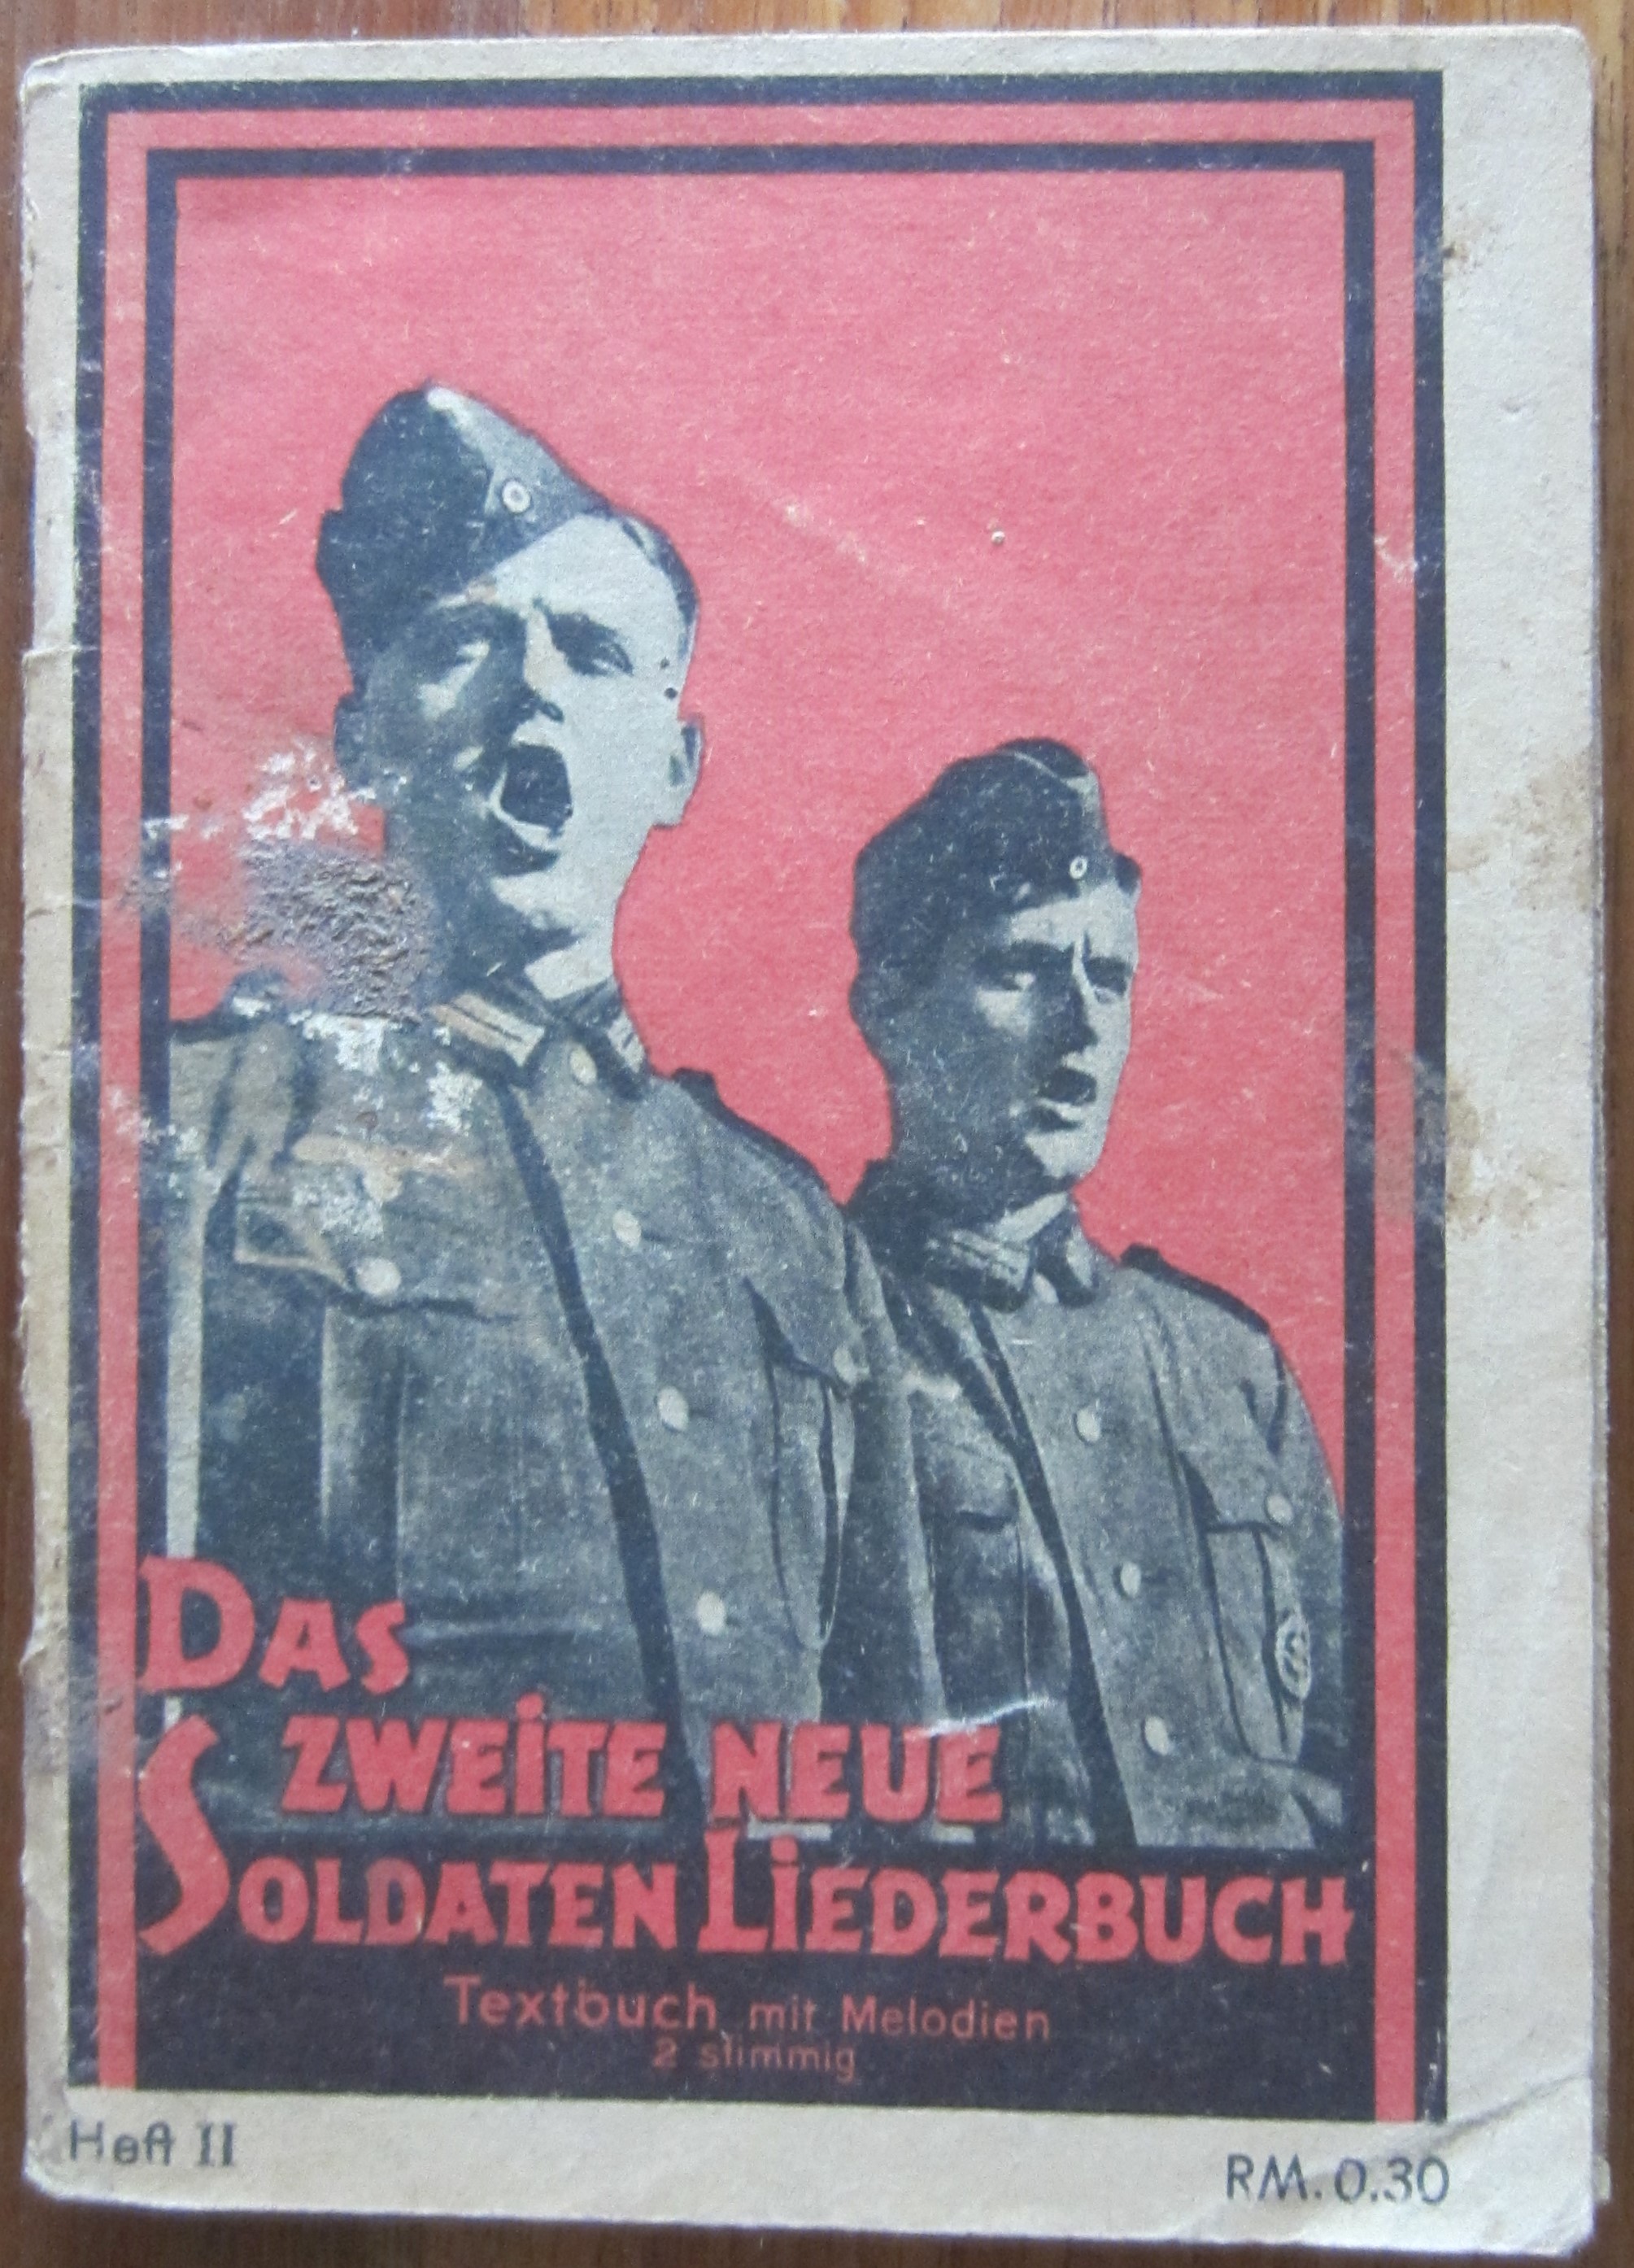 DAS
ZWEITE NEUE
SOLDATEN LIEDERBUCH
Textbuch mit Melodien
2 stimmig
Heft II
RM. 0.30